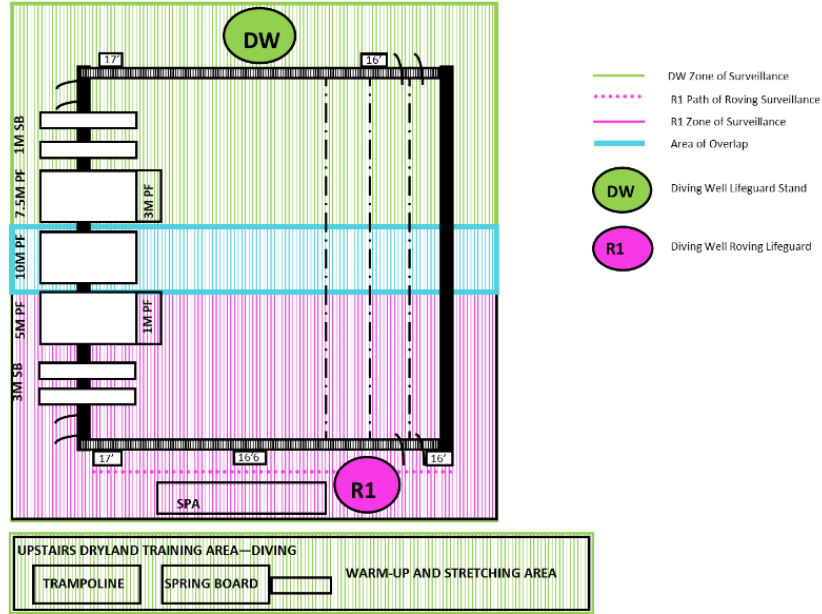 DW
17'
16'
1M SB
7.5M PF
3M PF
10M PF
5M PF
1M PF
3M SB
17'
16'6
16'
R1
SPA
DW Zone of Surveillance
R1 Path of Roving Surveillance
R1 Zone of Surveillance
Area of Overlap
DW
Diving Well Lifeguard Stand
R1
Diving Well Roving Lifeguard
UPSTAIRS DRYLAND TRAINING AREA—DIVING
TRAMPOLINE
SPRING BOARD
WARM-UP AND STRETCHING AREA